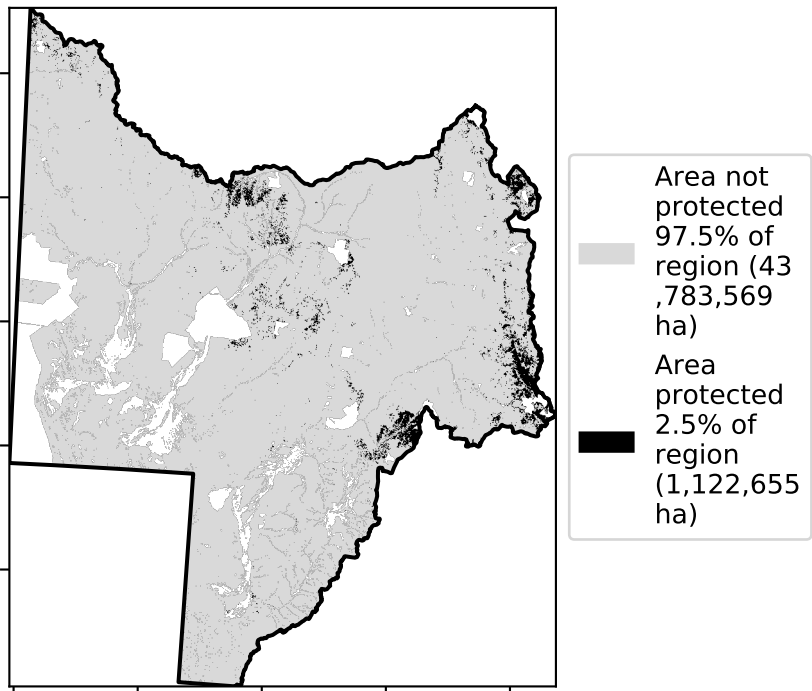 Area not
protected
97.5% of
region (43
,783,569
ha)
Area
protected
2.5% of
region
(1,122,655
ha)